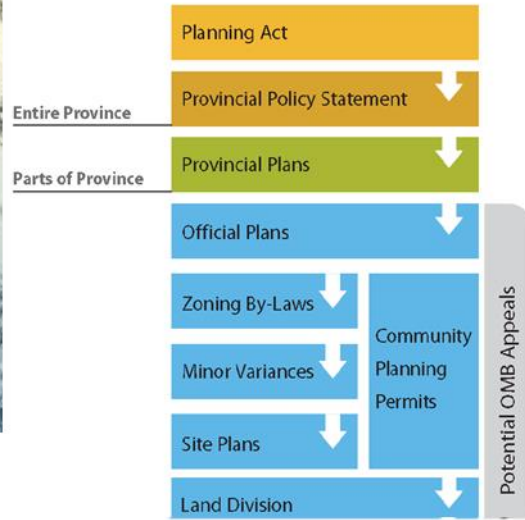 Planning Act
Provincial Policy Statement
Entire Province
Provincial Plans
Parts of Province
Official Plans
Zoning By-Laws
Minor Variances
Site Plans
Community
Planning
Permits
Land Division
Potential OMB Appeals